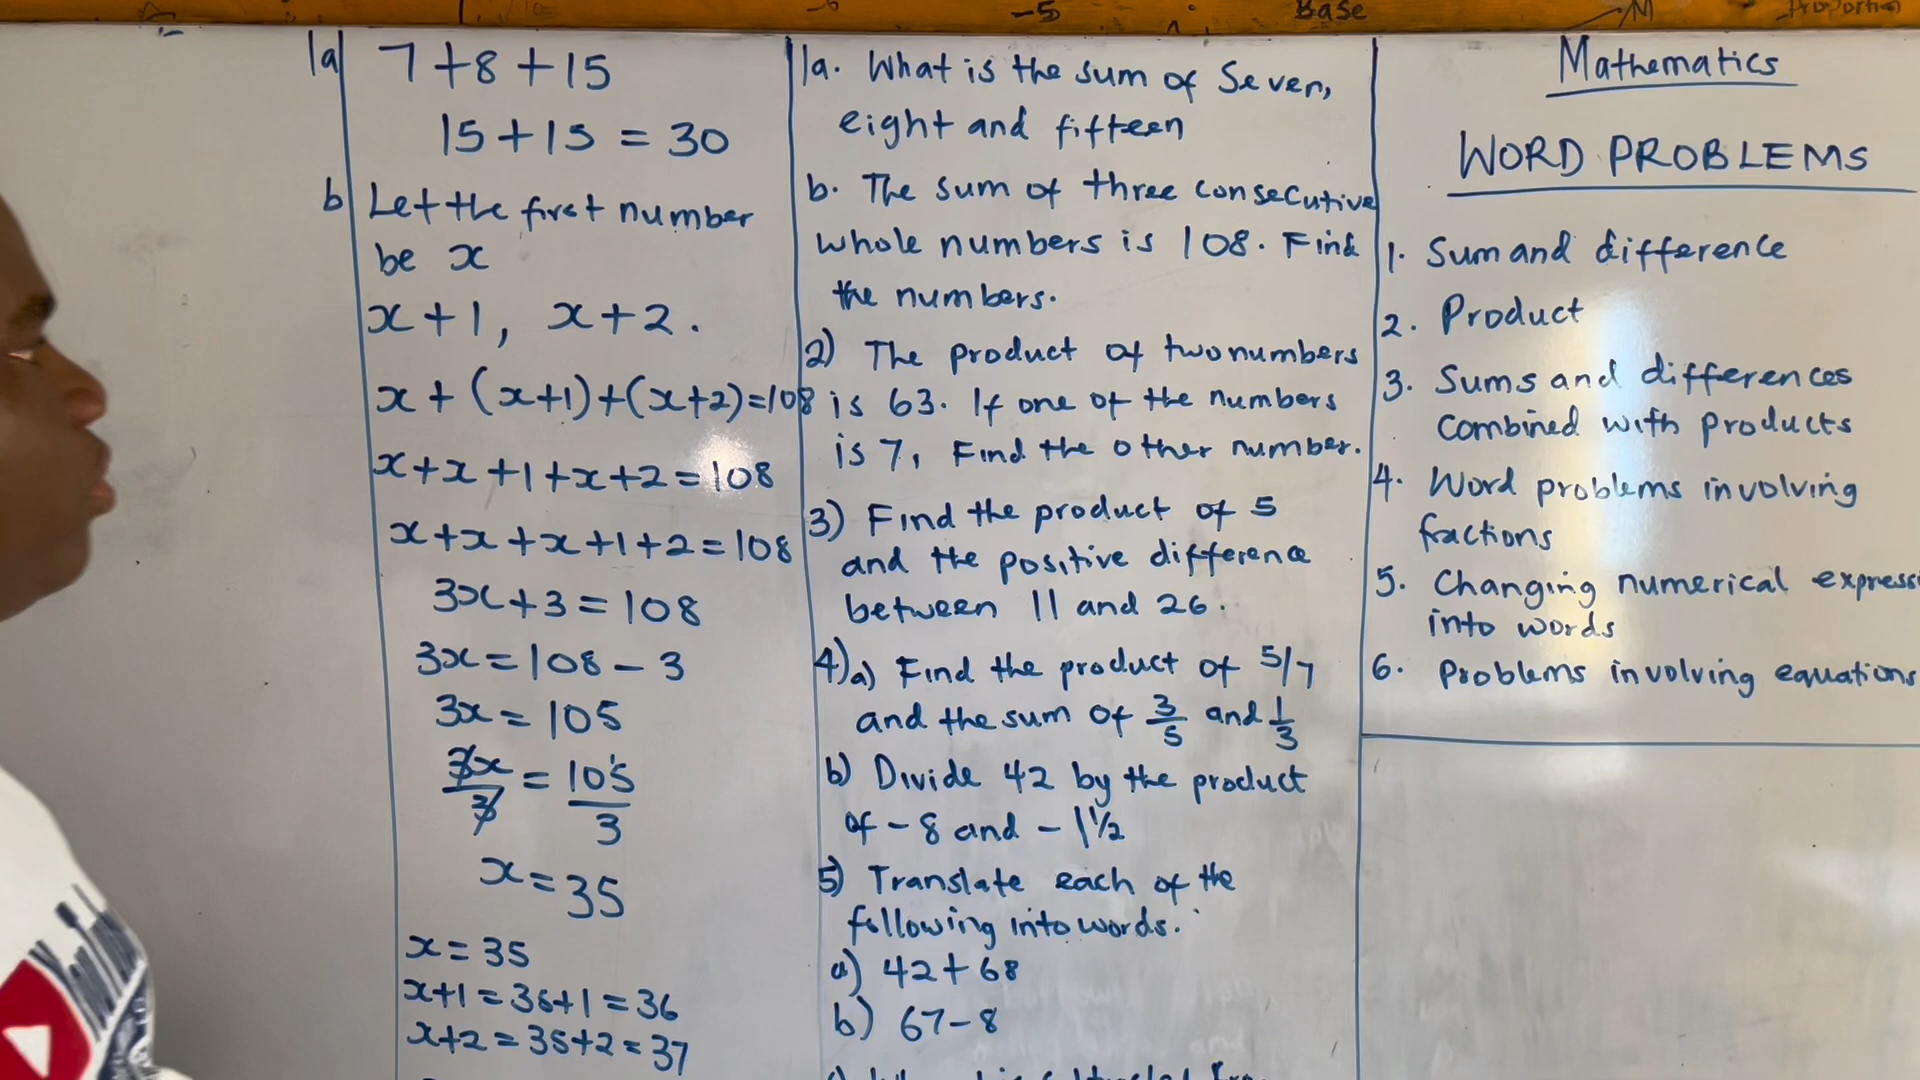 -5
Base
1a
7+8+15
15+15 = 30
b Let the first number
be x
x+1, x+2.
x + (x+1)+(x+2)=108
x+x+1+x+2=108
x+x+x+1+2=108
3x+3=108
3x=108-3
3x=105
3x/3 = 105/3
x=35
x=35
x+1=35+1=36
x+2=35+2=37
1a. What is the sum of Seven,
eight and fifteen
b. The sum of three consecutive
whole numbers is 108. Find
the numbers.
2) The product of two numbers
is 63. If one of the numbers
is 7, Find the other number.
3) Find the product of 5
and the positive difference
between 11 and 26.
4)a) Find the product of 5/7
and the sum of 3/5 and 1/3
b) Divide 42 by the product
of -8 and -1 1/2
5) Translate each of the
following into words.
a) 42+68
b) 67-8
Mathematics
WORD PROBLEMS
1. Sum and difference
2. Product
3. Sums and differences
combined with products
4. Word problems involving
fractions
5. Changing numerical express
into words
6. Problems involving equations